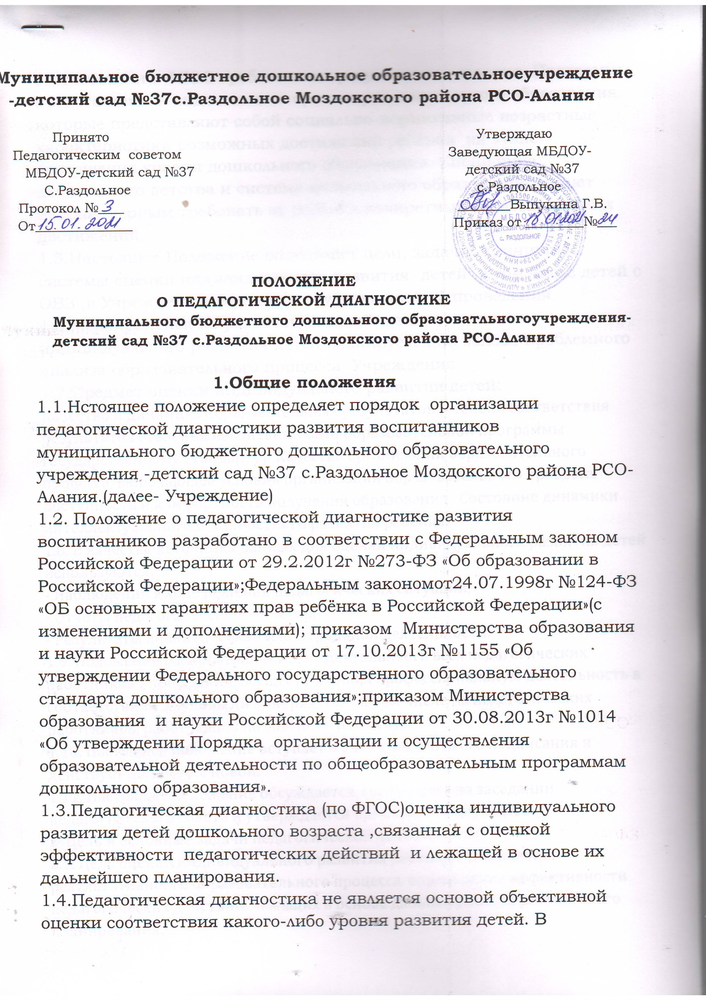 Муниципальное бюджетное дошкольное образовательноеучреждение
-детский сад №37с.Раздольное Моздокского района РСО-Алания
Принято
Педагогическим советом
МБДОУ-детский сад №37
С.Раздольное
Протокол № 3
От 15.01.2021
Утверждаю
Заведующая МБДОУ-
детский сад №37
с.Раздольное
Выпукина Г.В.
Приказ от 18.01.2021 № 24
МБДОУ
ДЕТСКИЙ САД № 37
с. РАЗДОЛЬНОЕ
ПОЛОЖЕНИЕ
О ПЕДАГОГИЧЕСКОЙ ДИАГНОСТИКЕ
Муниципального бюджетного дошкольного образоватльногоучреждения-
детский сад №37 с.Раздольное Моздокского района РСО-Алания
1.Общие положения
1.1.Нстоящее положение определяет порядок организации
педагогической диагностики развития воспитанников
муниципального бюджетного дошкольного образовательного
учреждения -детский сад №37 с.Раздольное Моздокского района РСО-
Алания.(далее- Учреждение)
1.2. Положение о педагогической диагностике развития
воспитанников разработано в соответствии с Федеральным законом
Российской Федерации от 29.2.2012г №273-ФЗ «Об образовании в
Российской Федерации»;Федеральным закономот24.07.1998г №124-ФЗ
«ОБ основных гарантиях прав ребёнка в Российской Федерации»(с
изменениями и дополнениями); приказом Министерства образования
и науки Российской Федерации от 17.10.2013г №1155 «Об
утверждении Федерального государственного образовательного
стандарта дошкольного образования»;приказом Министерства
образования и науки Российской Федерации от 30.08.2013г №1014
«Об утверждении Порядка организации и осуществления
образовательной деятельности по общеобразовательным программам
дошкольного образования».
1.3.Педагогическая диагностика (по ФГОС)оценка индивидуального
развития детей дошкольного возраста ,связанная с оценкой
эффективности педагогических действий и лежащей в основе их
дальнейшего планирования.
1.4.Педагогическая диагностика не является основой объективной
оценки соответствия какого-либо уровня развития детей. В